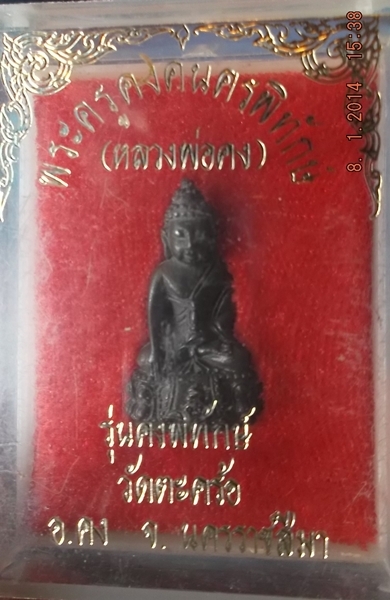 พระครูคงคนครพิทักษ์
(หลวงพ่อคง)
รุ่นคงพิทักษ์
วัดตะคร้อ
อ.คง จ. นครราชสีมา
8. 1.2014 15:38